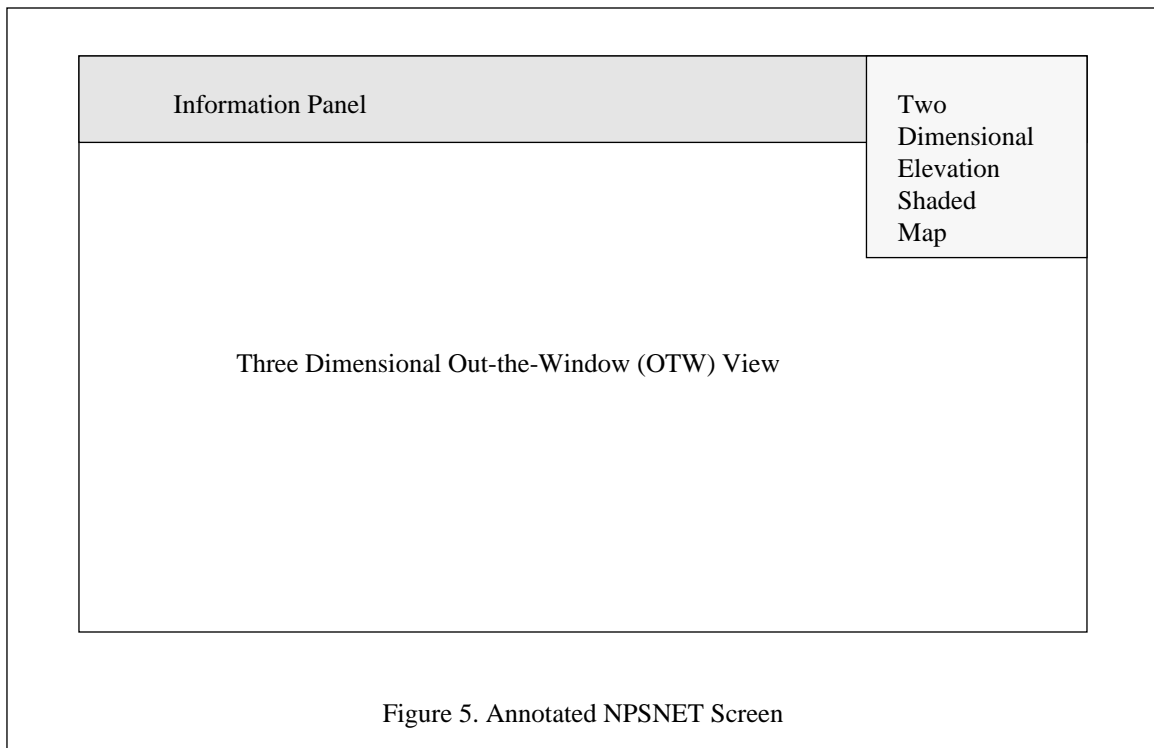 Information Panel
Two
Dimensional
Elevation
Shaded
Map
Three Dimensional Out-the-Window (OTW) View
Figure 5. Annotated NPSNET Screen